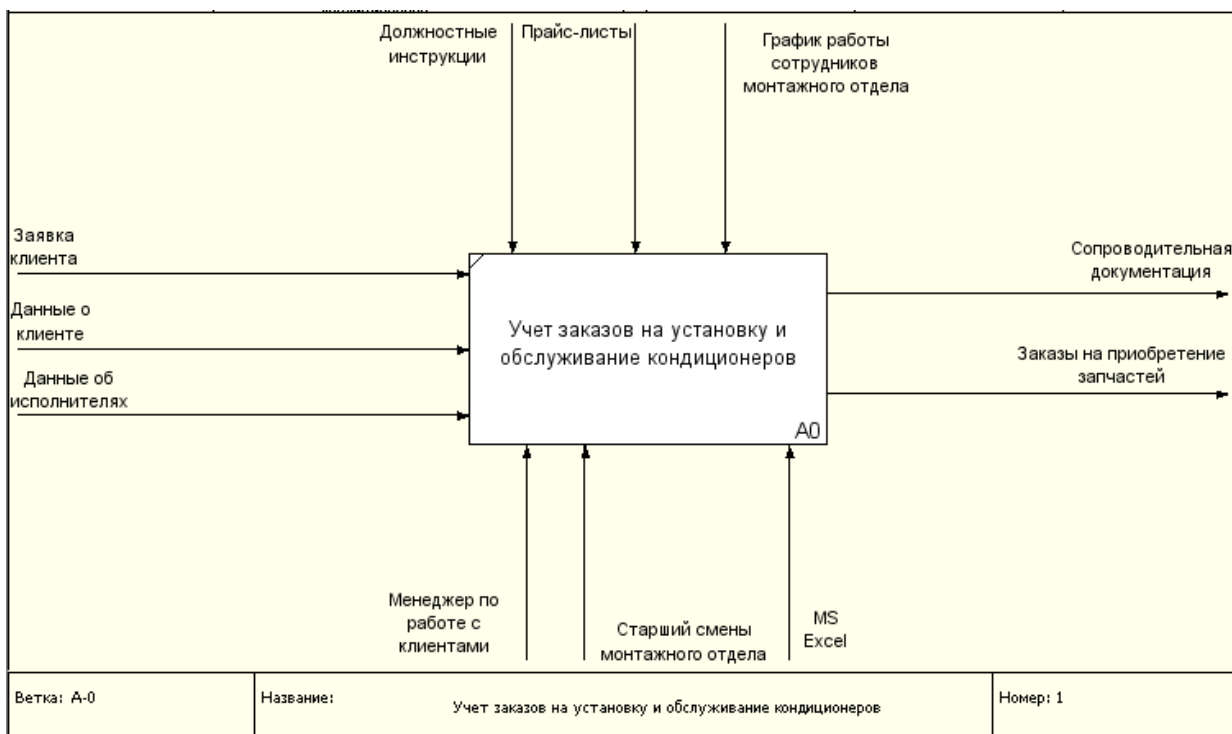 Должностные
инструкции
Прайс-листы
График работы
сотрудников
монтажного отдела
Заявка
клиента
Данные о
клиенте
Данные об
исполнителях
Учет заказов на установку и
обслуживание кондиционеров
A0
Сопроводительная
документация
Заказы на приобретение
запчастей
Менеджер по
работе с
клиентами
Старший смены
монтажного отдела
MS
Excel
Ветка: A-0
Название:
Учет заказов на установку и обслуживание кондиционеров
Номер: 1